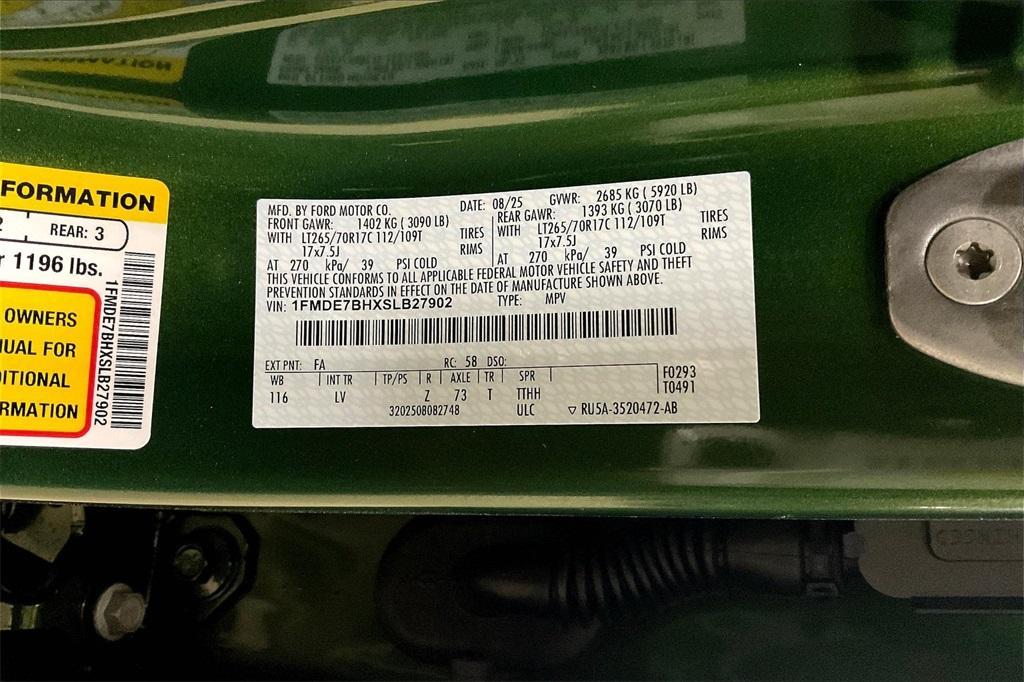 FORMATION
2
REAR: 3
r 1196 lbs.
OWNERS
UAL FOR
ITIONAL
RMATION
1FMDE7BHXSLB27902
MFD. BY FORD MOTOR CO. DATE: 08/25 GVWR: 2685 KG ( 5920 LB)
FRONT GAWR: 1402 KG ( 3090 LB) REAR GAWR: 1393 KG ( 3070 LB)
WITH LT265/70R17C 112/109T TIRES WITH LT265/70R17C 112/109T TIRES
17x7.5J RIMS 17x7.5J RIMS
AT 270 kPa/ 39 PSI COLD AT 270 kPa/ 39 PSI COLD
THIS VEHICLE CONFORMS TO ALL APPLICABLE FEDERAL MOTOR VEHICLE SAFETY AND THEFT
PREVENTION STANDARDS IN EFFECT ON THE DATE OF MANUFACTURE SHOWN ABOVE.
VIN: 1FMDE7BHXSLB27902 TYPE: MPV
EXT PNT: FA RC: 58 DSO:
WB INT TR TP/PS R AXLE TR SPR F0293
116 LV Z 73 T TTHH T0491
3202508082748 ULC ▽ RU5A-3520472-AB